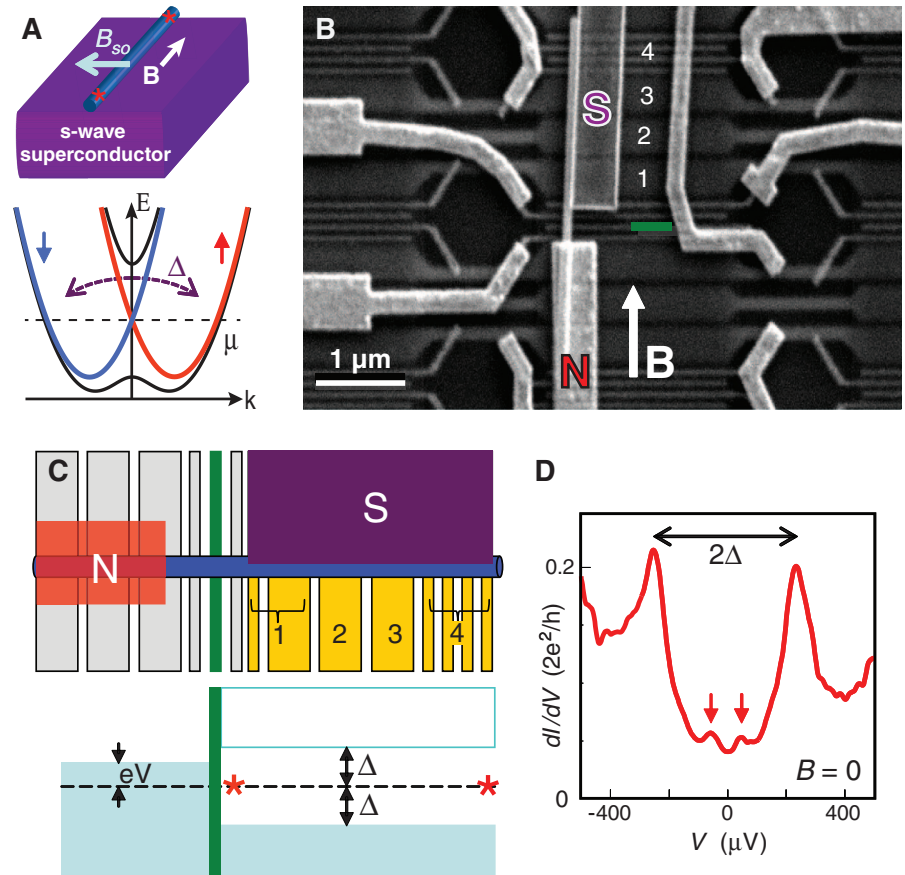 A
B_so
B
s-wave
superconductor
E
Δ
μ
k
B
4
3
2
1
S
N
B
1 μm
C
S
N
1
2
3
4
eV
Δ
Δ
D
2Δ
0.2
dI/dV (2e²/h)
B = 0
0
-400
0
400
V (μV)